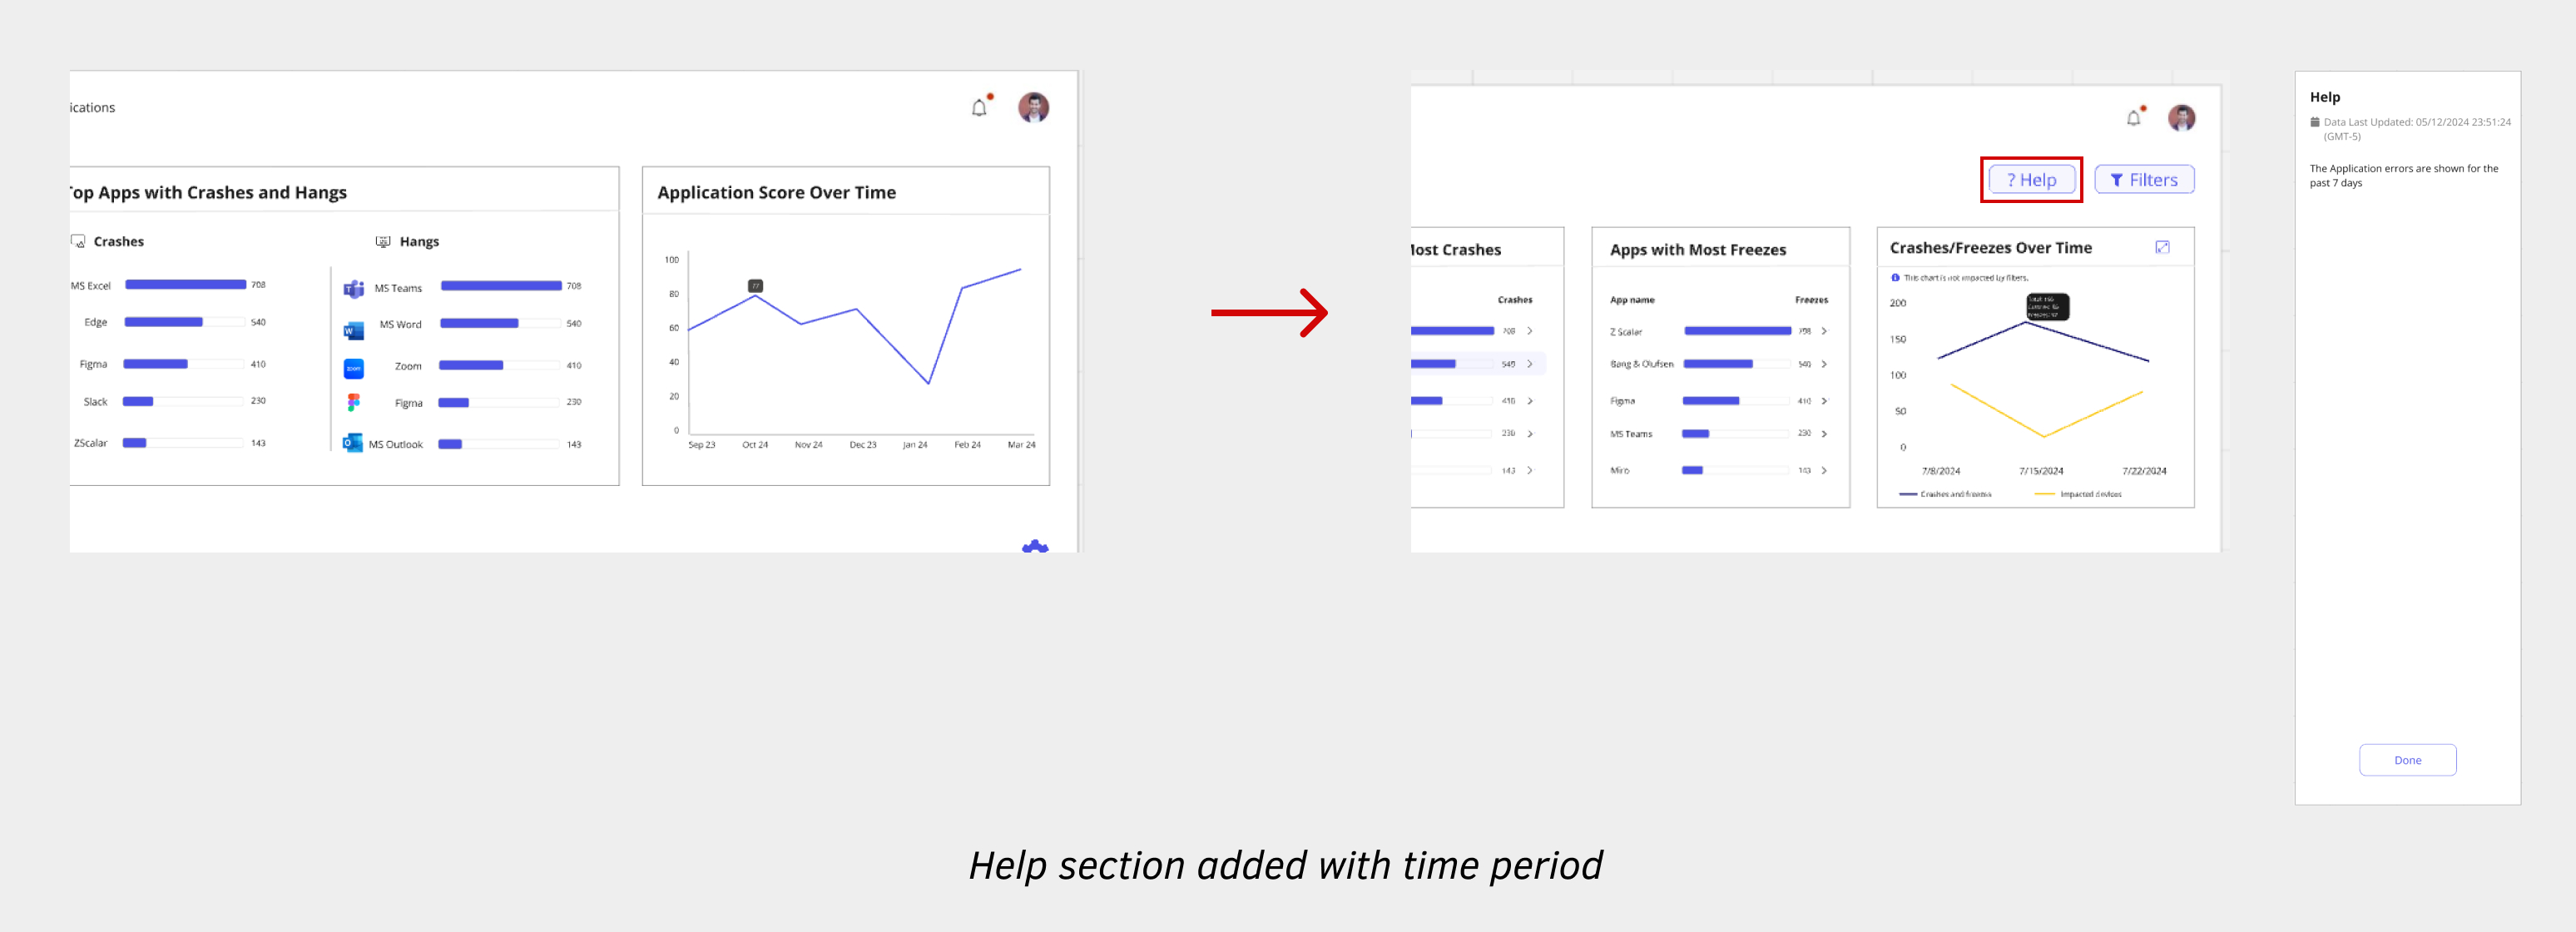 ications
Top Apps with Crashes and Hangs
Crashes
MS Excel 708
Edge 540
Figma 410
Slack 230
ZScalar 143
Hangs
MS Teams 708
MS Word 540
Zoom 410
Figma 230
MS Outlook 143
Application Score Over Time
100
77
80
60
40
20
0
Sep 23 Oct 24 Nov 24 Dec 23 Jan 24 Feb 24 Mar 24
? Help Filters
Most Crashes
Crashes
708
540
410
230
143
Apps with Most Freezes
App name Freezes
Z Scalar 708
Bang & Olufsen 540
Figma 410
MS Teams 230
Miro 143
Crashes/Freezes Over Time
This chart is not impacted by filters.
200
150
100
50
0
7/8/2024 7/15/2024 7/22/2024
Crashes and freezes Impacted devices
Help
Data Last Updated: 05/12/2024 23:51:24
(GMT-5)
The Application errors are shown for the
past 7 days
Done
Help section added with time period